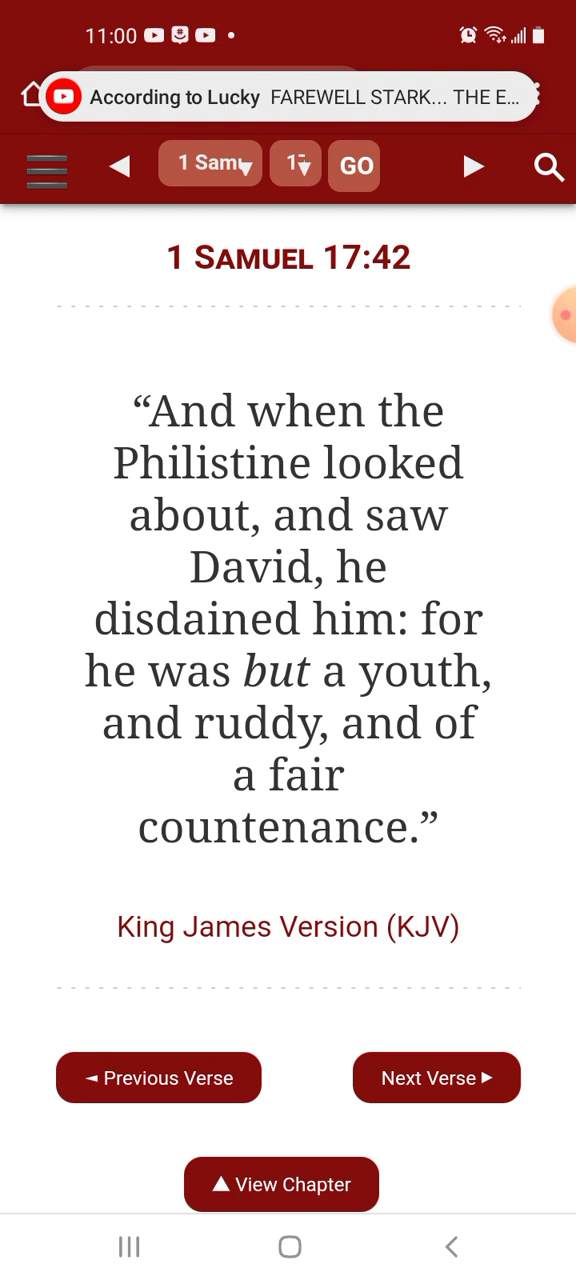 11:00
According to Lucky FAREWELL STARK... THE E...
1 Sam
GO
1 SAMUEL 17:42
“And when the
Philistine looked
about, and saw
David, he
disdained him: for
he was but a youth,
and ruddy, and of
a fair
countenance.”
King James Version (KJV)
◄ Previous Verse
Next Verse ►
▲ View Chapter